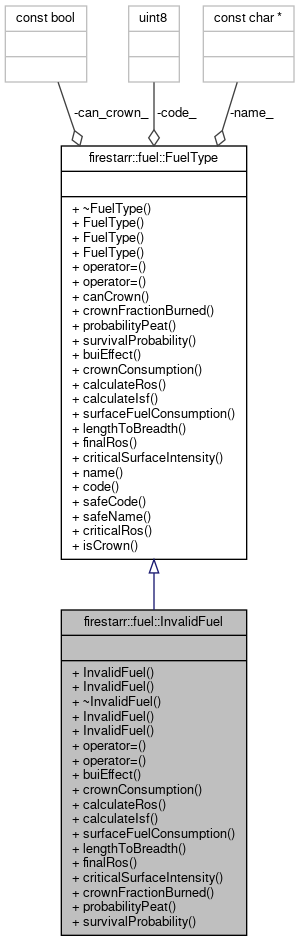 const bool
uint8
const char *
-can_crown_
-code_
-name_
firestarr::fuel::FuelType
+ ~FuelType()
+ FuelType()
+ FuelType()
+ FuelType()
+ operator=()
+ operator=()
+ canCrown()
+ crownFractionBurned()
+ probabilityPeat()
+ survivalProbability()
+ buiEffect()
+ crownConsumption()
+ calculateRos()
+ calculateIsf()
+ surfaceFuelConsumption()
+ lengthToBreadth()
+ finalRos()
+ criticalSurfaceIntensity()
+ name()
+ code()
+ safeCode()
+ safeName()
+ criticalRos()
+ isCrown()
firestarr::fuel::InvalidFuel
+ InvalidFuel()
+ InvalidFuel()
+ ~InvalidFuel()
+ InvalidFuel()
+ InvalidFuel()
+ operator=()
+ operator=()
+ buiEffect()
+ crownConsumption()
+ calculateRos()
+ calculateIsf()
+ surfaceFuelConsumption()
+ lengthToBreadth()
+ finalRos()
+ criticalSurfaceIntensity()
+ crownFractionBurned()
+ probabilityPeat()
+ survivalProbability()